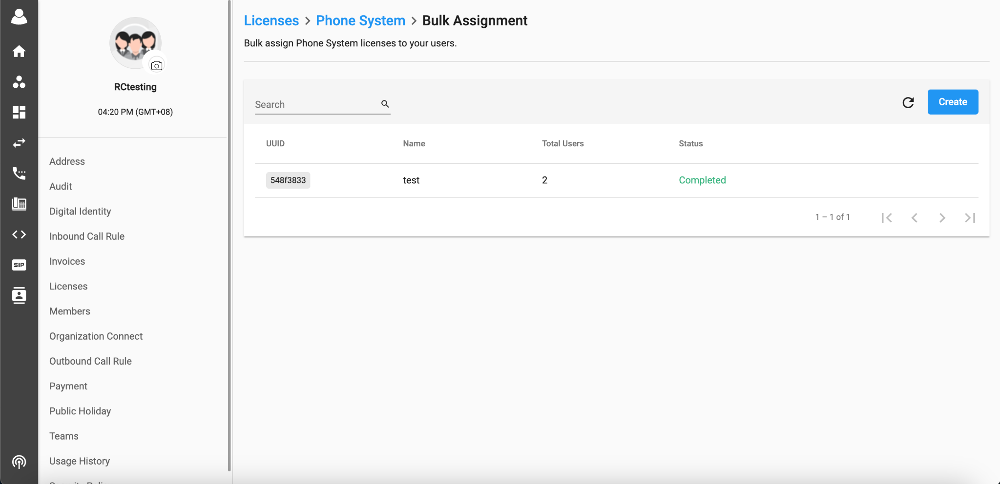 RCtesting
04:20 PM (GMT+08)
Address
Audit
Digital Identity
Inbound Call Rule
Invoices
Licenses
Members
Organization Connect
Outbound Call Rule
Payment
Public Holiday
Teams
Usage History
SIP
Licenses > Phone System > Bulk Assignment
Bulk assign Phone System licenses to your users.
Search
Create
UUID Name Total Users Status
548f3833 test 2 Completed
1 – 1 of 1